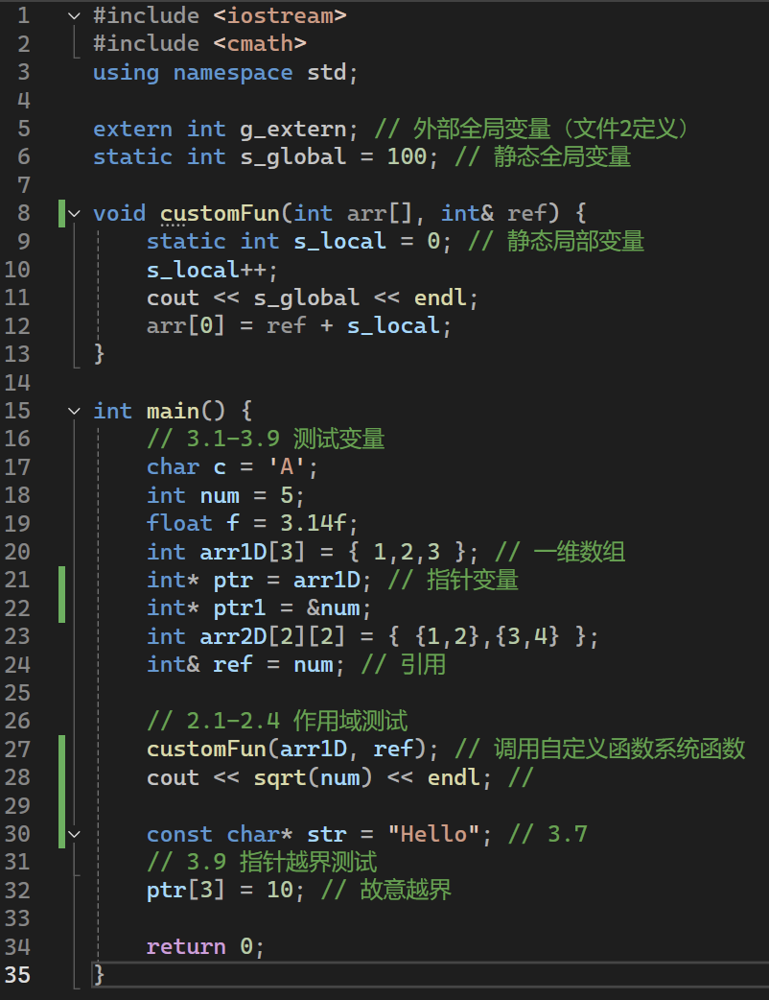 1 #include <iostream>
2 #include <cmath>
3 using namespace std;
4
5 extern int g_extern; // 外部全局变量（文件2定义）
6 static int s_global = 100; // 静态全局变量
7
8 void customFun(int arr[], int& ref) {
9     static int s_local = 0; // 静态局部变量
10     s_local++;
11     cout << s_global << endl;
12     arr[0] = ref + s_local;
13 }
14
15 int main() {
16     // 3.1-3.9 测试变量
17     char c = 'A';
18     int num = 5;
19     float f = 3.14f;
20     int arr1D[3] = { 1,2,3 }; // 一维数组
21     int* ptr = arr1D; // 指针变量
22     int* ptr1 = &num;
23     int arr2D[2][2] = { {1,2},{3,4} };
24     int& ref = num; // 引用
25
26     // 2.1-2.4 作用域测试
27     customFun(arr1D, ref); // 调用自定义函数系统函数
28     cout << sqrt(num) << endl; //
29
30     const char* str = "Hello"; // 3.7
31     // 3.9 指针越界测试
32     ptr[3] = 10; // 故意越界
33
34     return 0;
35 }